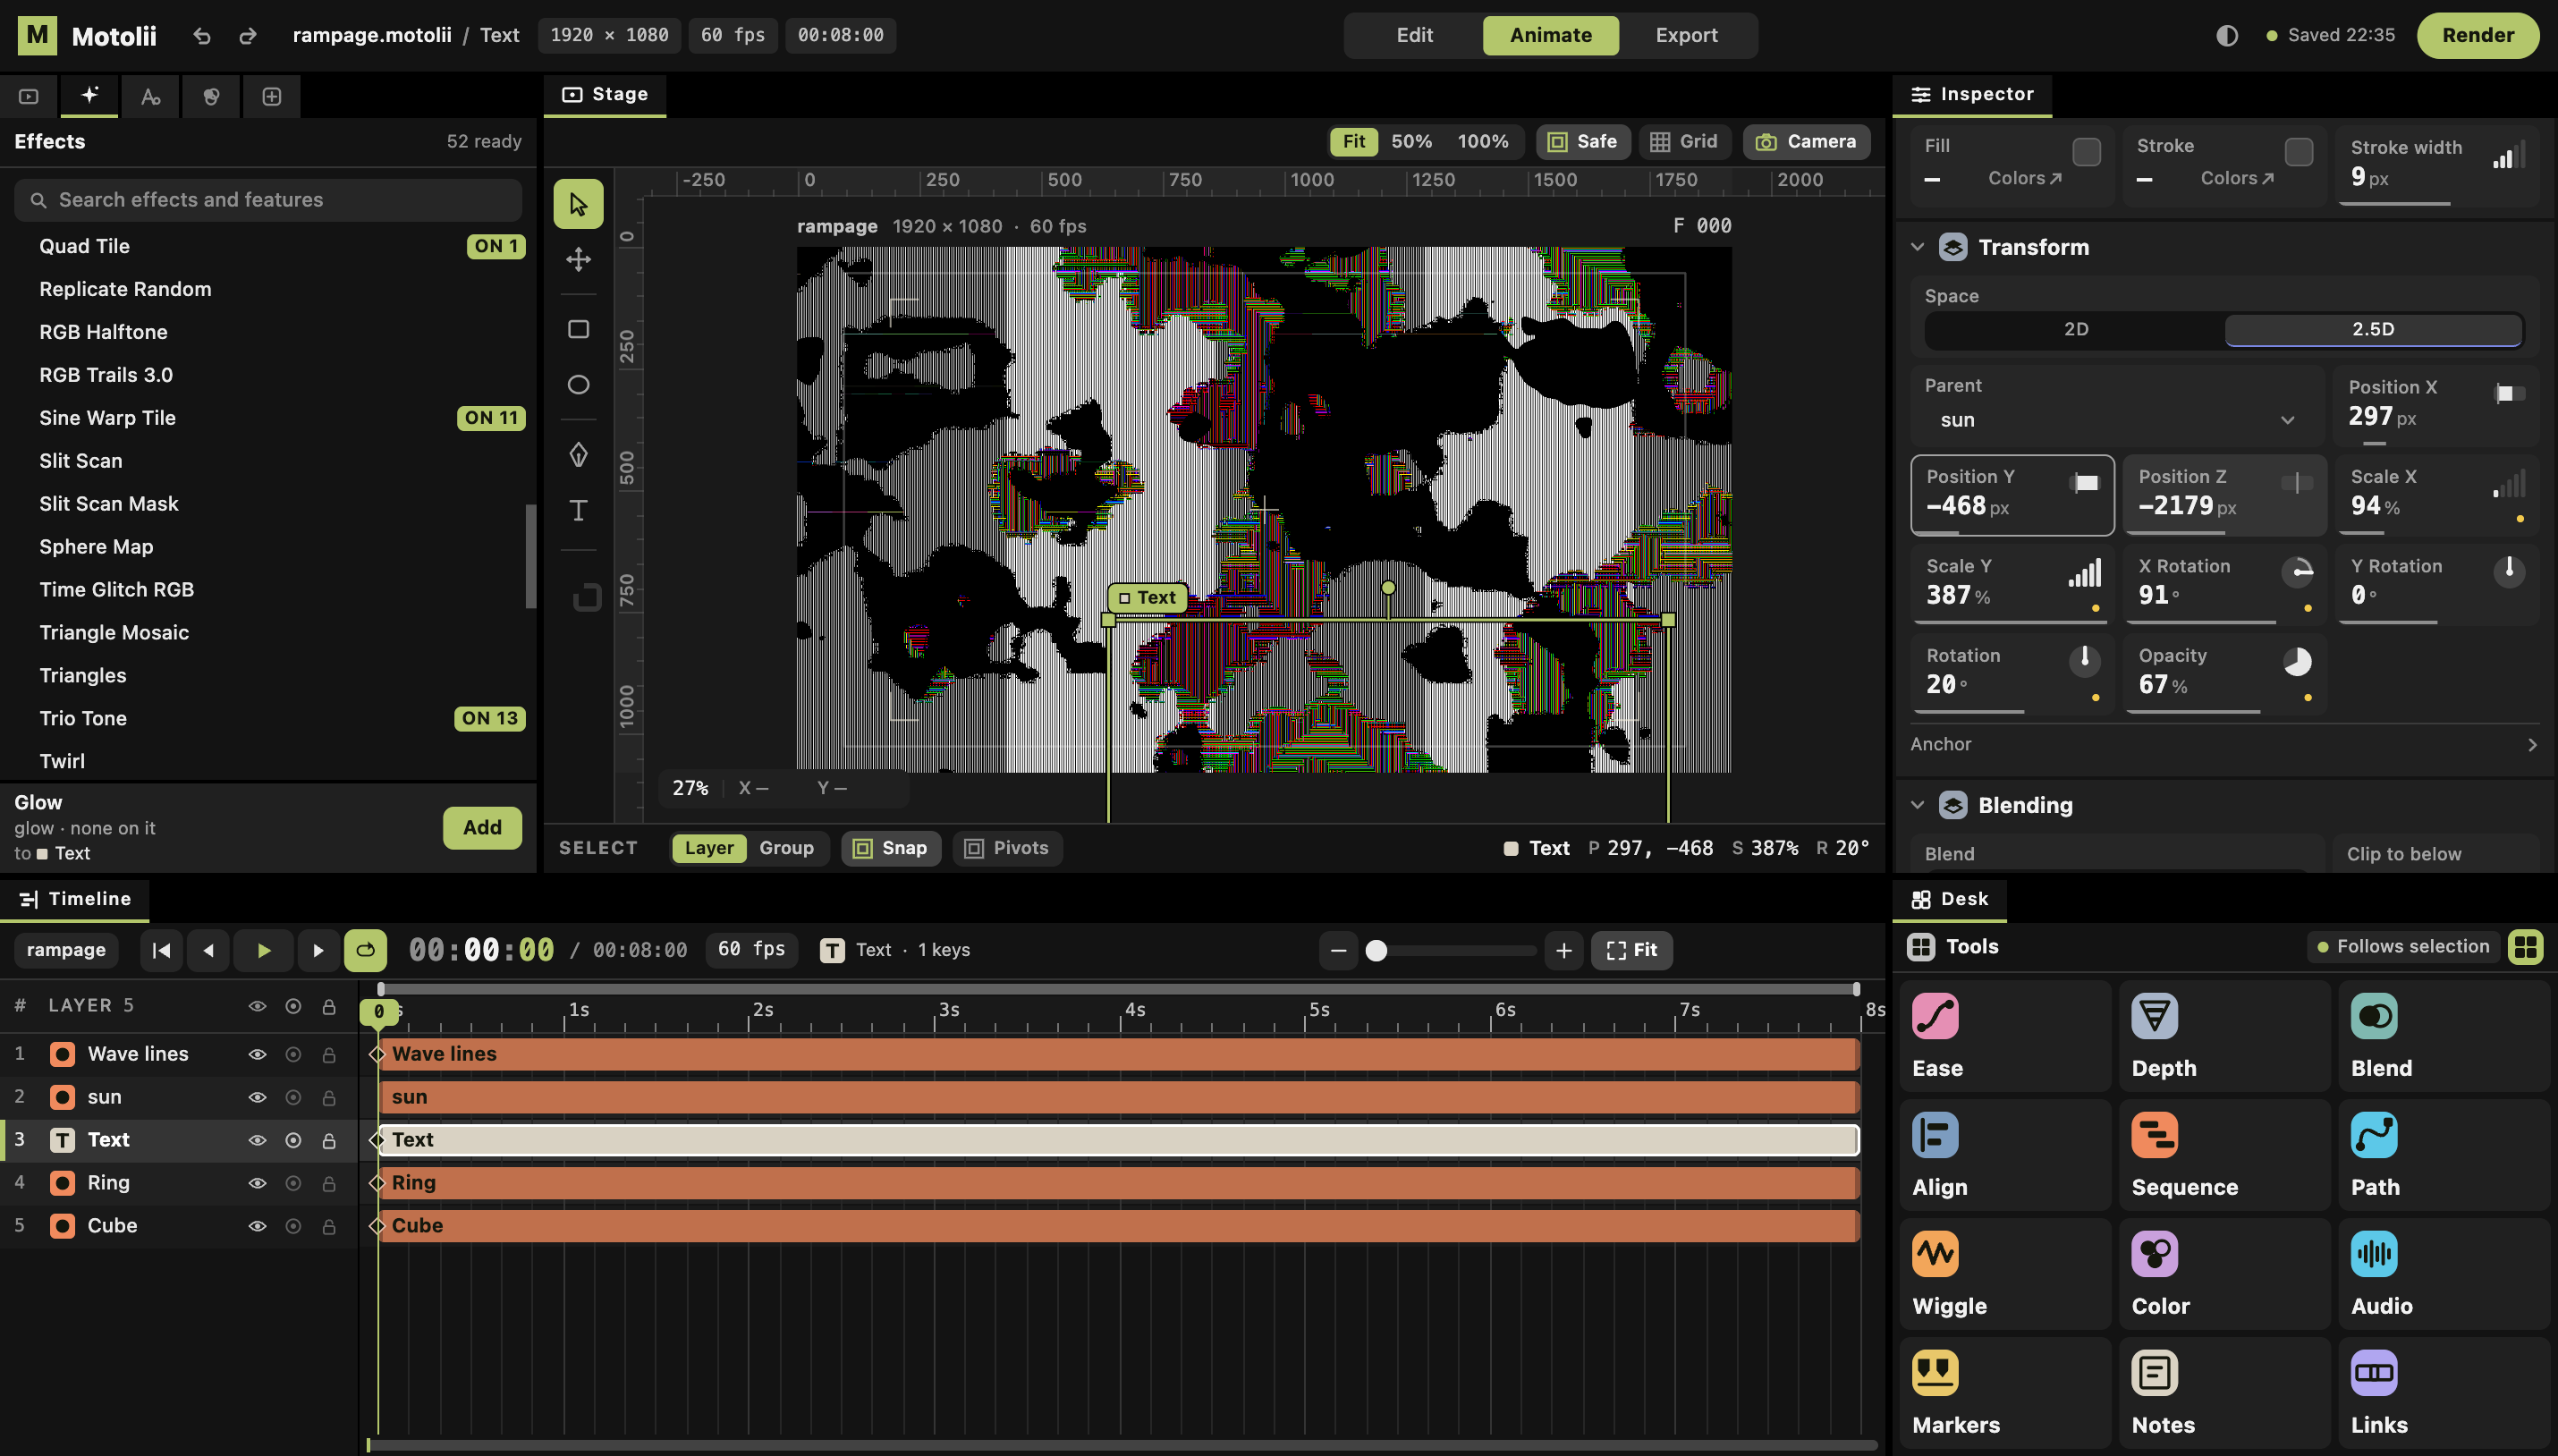 M Motolii rampage.motolii / Text 1920 × 1080 60 fps 00:08:00 Edit Animate Export Saved 22:35 Render
Effects 52 ready
Search effects and features
Quad Tile ON 1
Replicate Random
RGB Halftone
RGB Trails 3.0
Sine Warp Tile ON 11
Slit Scan
Slit Scan Mask
Sphere Map
Time Glitch RGB
Triangle Mosaic
Triangles
Trio Tone ON 13
Twirl
Glow
glow · none on it
to Text
Add
Stage
Fit 50% 100% Safe Grid Camera
-250 0 250 500 750 1000 1250 1500 1750 2000
0
250
500
750
1000
rampage 1920 × 1080 · 60 fps F 000
T
Text
27% X – Y –
SELECT Layer Group Snap Pivots Text P 297, −468 S 387% R 20°
Inspector
Fill
– Colors
Stroke
– Colors
Stroke width
9 px
Transform
Space
2D 2.5D
Parent
sun
Position X
297 px
Position Y
−468 px
Position Z
−2179 px
Scale X
94 %
Scale Y
387 %
X Rotation
91 °
Y Rotation
0 °
Rotation
20 °
Opacity
67 %
Anchor
Blending
Blend Clip to below
Timeline
rampage 00:00:00 / 00:08:00 60 fps T Text · 1 keys Fit
# LAYER 5
0 s 1s 2s 3s 4s 5s 6s 7s 8s
1 Wave lines Wave lines
2 sun sun
3 T Text Text
4 Ring Ring
5 Cube Cube
Desk
Tools Follows selection
Ease Depth Blend
Align Sequence Path
Wiggle Color Audio
Markers Notes Links